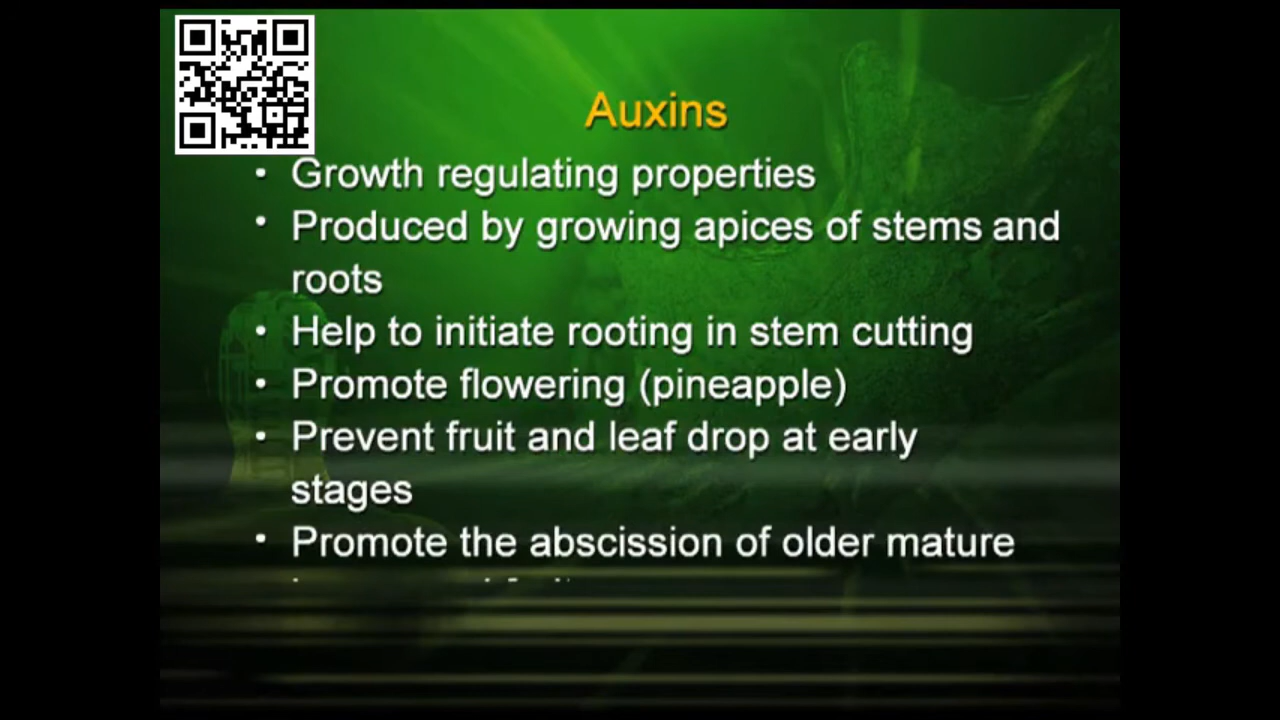 Auxins
• Growth regulating properties
• Produced by growing apices of stems and
roots
• Help to initiate rooting in stem cutting
• Promote flowering (pineapple)
• Prevent fruit and leaf drop at early
stages
• Promote the abscission of older mature